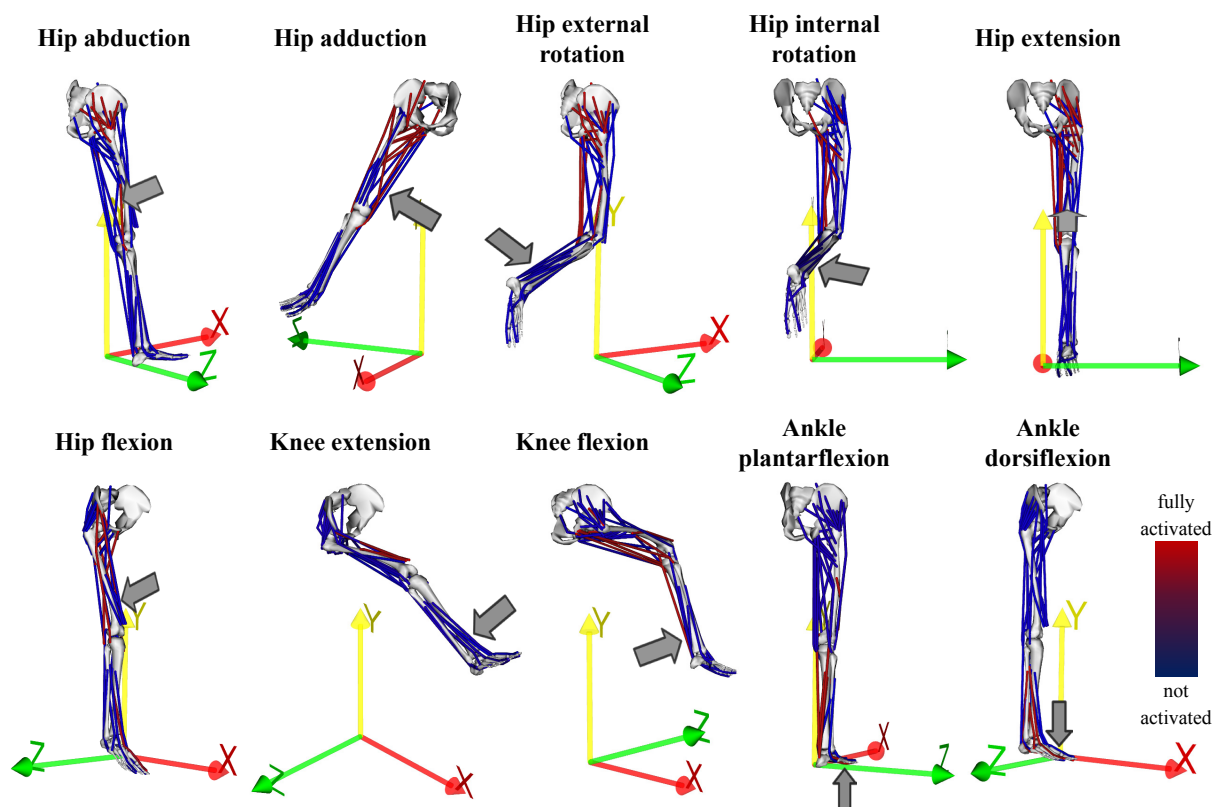 Hip abduction
Hip adduction
Hip external
rotation
Hip internal
rotation
Hip extension
X
Z
X
Y
X
Z
Hip flexion
Knee extension
Knee flexion
Ankle
plantarflexion
Ankle
dorsiflexion
fully
activated
not
activated
Y
Z
X
Y
Z
X
Y
Z
X
X
Z
Y
Z
X